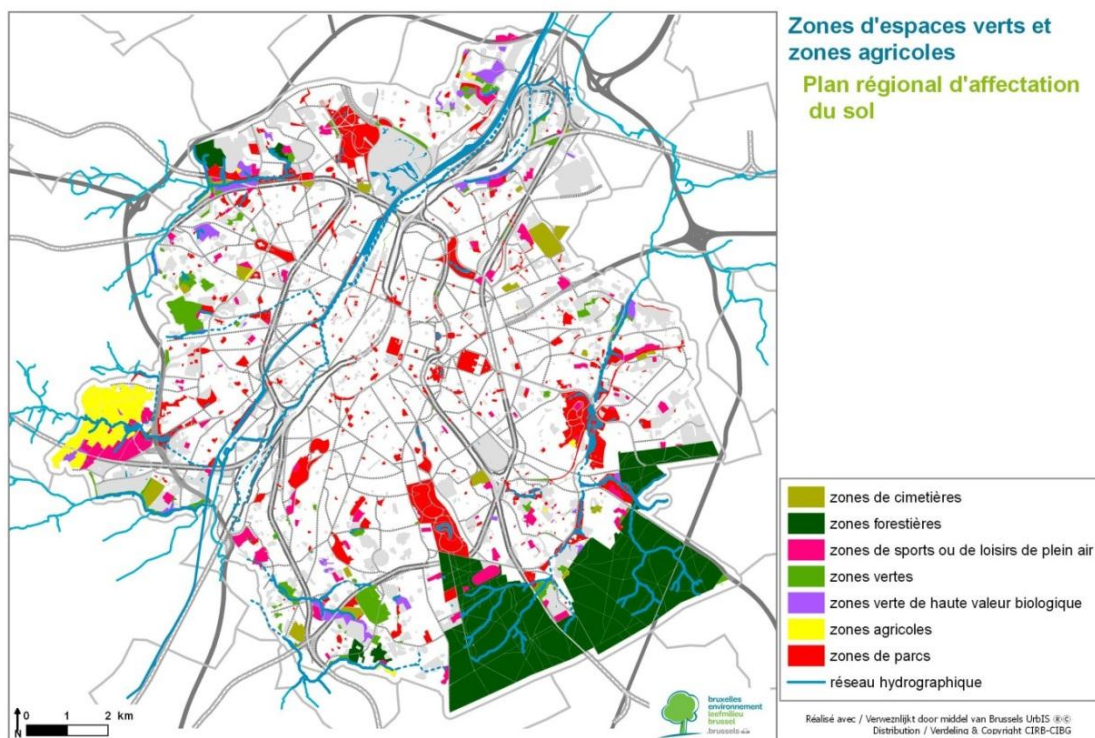 Zones d'espaces verts et
zones agricoles
Plan régional d'affectation
du sol
zones de cimetières
zones forestières
zones de sports ou de loisirs de plein air
zones vertes
zones verte de haute valeur biologique
zones agricoles
zones de parcs
réseau hydrographique
N
0 1 2 km
bruxelles
environnement
leefmilieu
brussel
.brussels
Réalisé avec / Verweznlijkt door middel van Brussels UrbIS ®©
Distribution / Verdeling & Copyright CIRB-CIBG